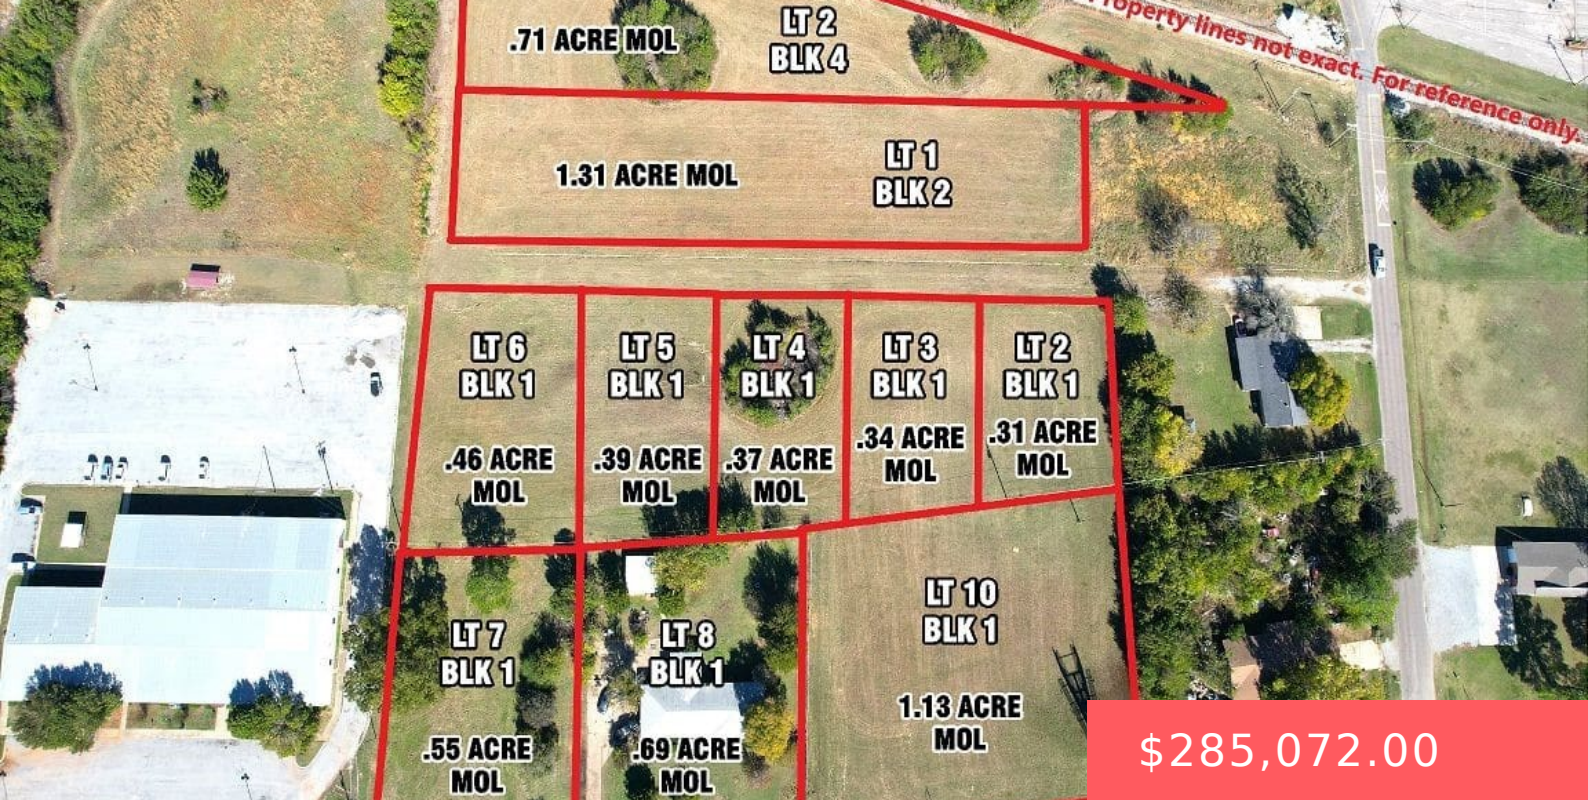 .71 ACRE MOL
LT 2
BLK 4
Property lines not exact. For reference only.
1.31 ACRE MOL
LT 1
BLK 2
LT 6
BLK 1
.46 ACRE
MOL
LT 5
BLK 1
.39 ACRE
MOL
LT 4
BLK 1
.37 ACRE
MOL
LT 3
BLK 1
.34 ACRE
MOL
LT 2
BLK 1
.31 ACRE
MOL
LT 7
BLK 1
.55 ACRE
MOL
LT 8
BLK 1
.69 ACRE
MOL
LT 10
BLK 1
1.13 ACRE
MOL
$285,072.00